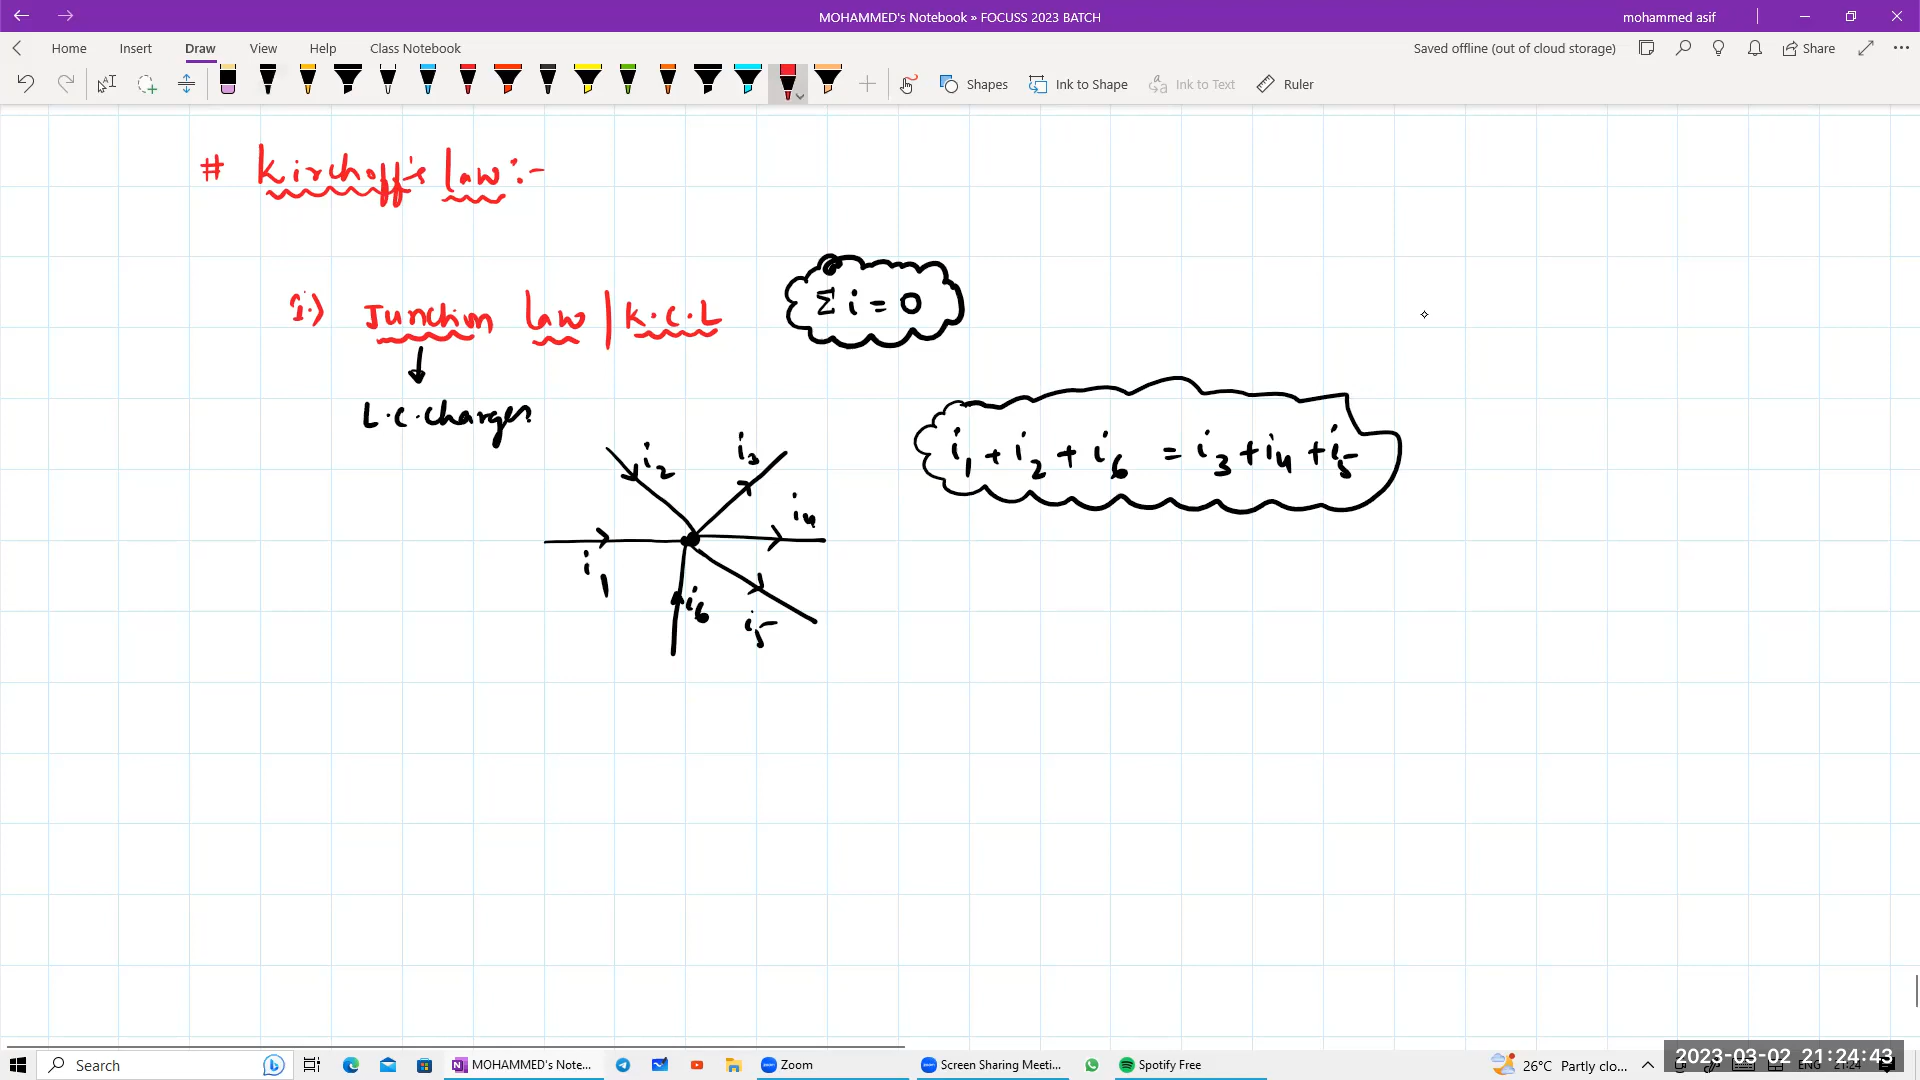 MOHAMMED's Notebook » FOCUSS 2023 BATCH
mohammed asif
Home Insert Draw View Help Class Notebook
Saved offline (out of cloud storage)
Share
Shapes
Ink to Shape
Ink to Text
Ruler
# Kirchoff's law :-
i.) Junction law | K.C.L
Σ i = 0
L.C.Charges
i₁ + i₂ + i₆ = i₃ + i₄ + i₅
i₂
i₃
i₄
i₁
i₆
i₅
Search
MOHAMMED's Note...
Zoom
Screen Sharing Meeti...
Spotify Free
26°C Partly clo...
ENG
21:24
2023-03-02 21:24:43